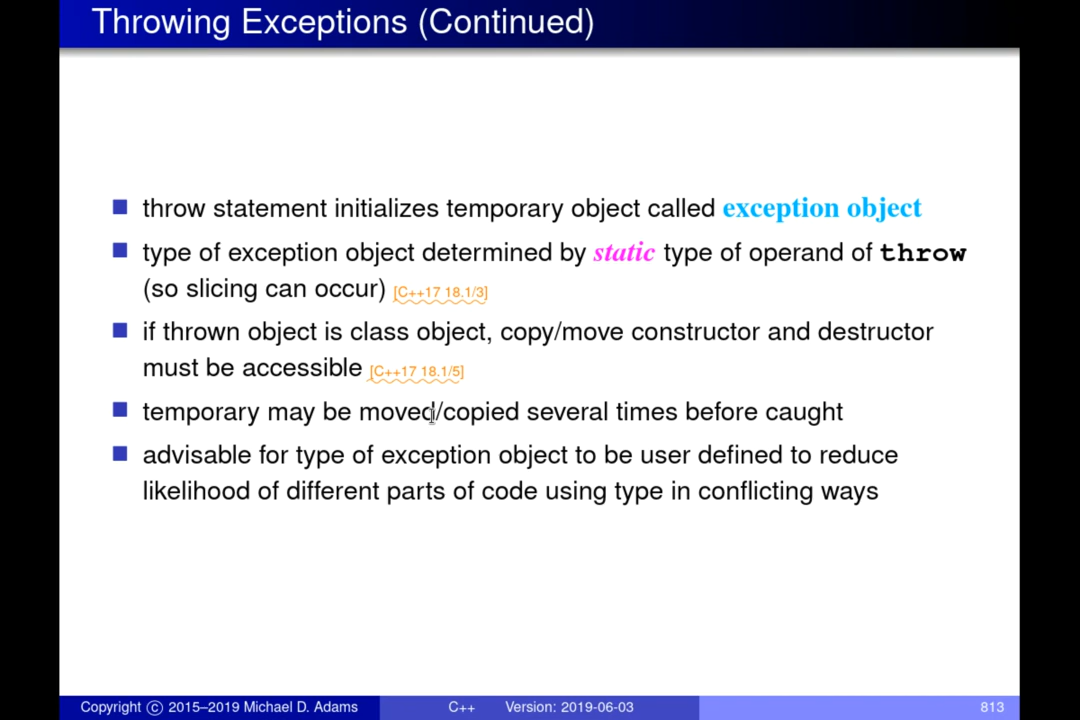 Throwing Exceptions (Continued)
throw statement initializes temporary object called exception object
type of exception object determined by static type of operand of throw
(so slicing can occur) [C++17 18.1/3]
if thrown object is class object, copy/move constructor and destructor
must be accessible [C++17 18.1/5]
temporary may be moved/copied several times before caught
advisable for type of exception object to be user defined to reduce
likelihood of different parts of code using type in conflicting ways
Copyright © 2015–2019 Michael D. Adams C++ Version: 2019-06-03 813